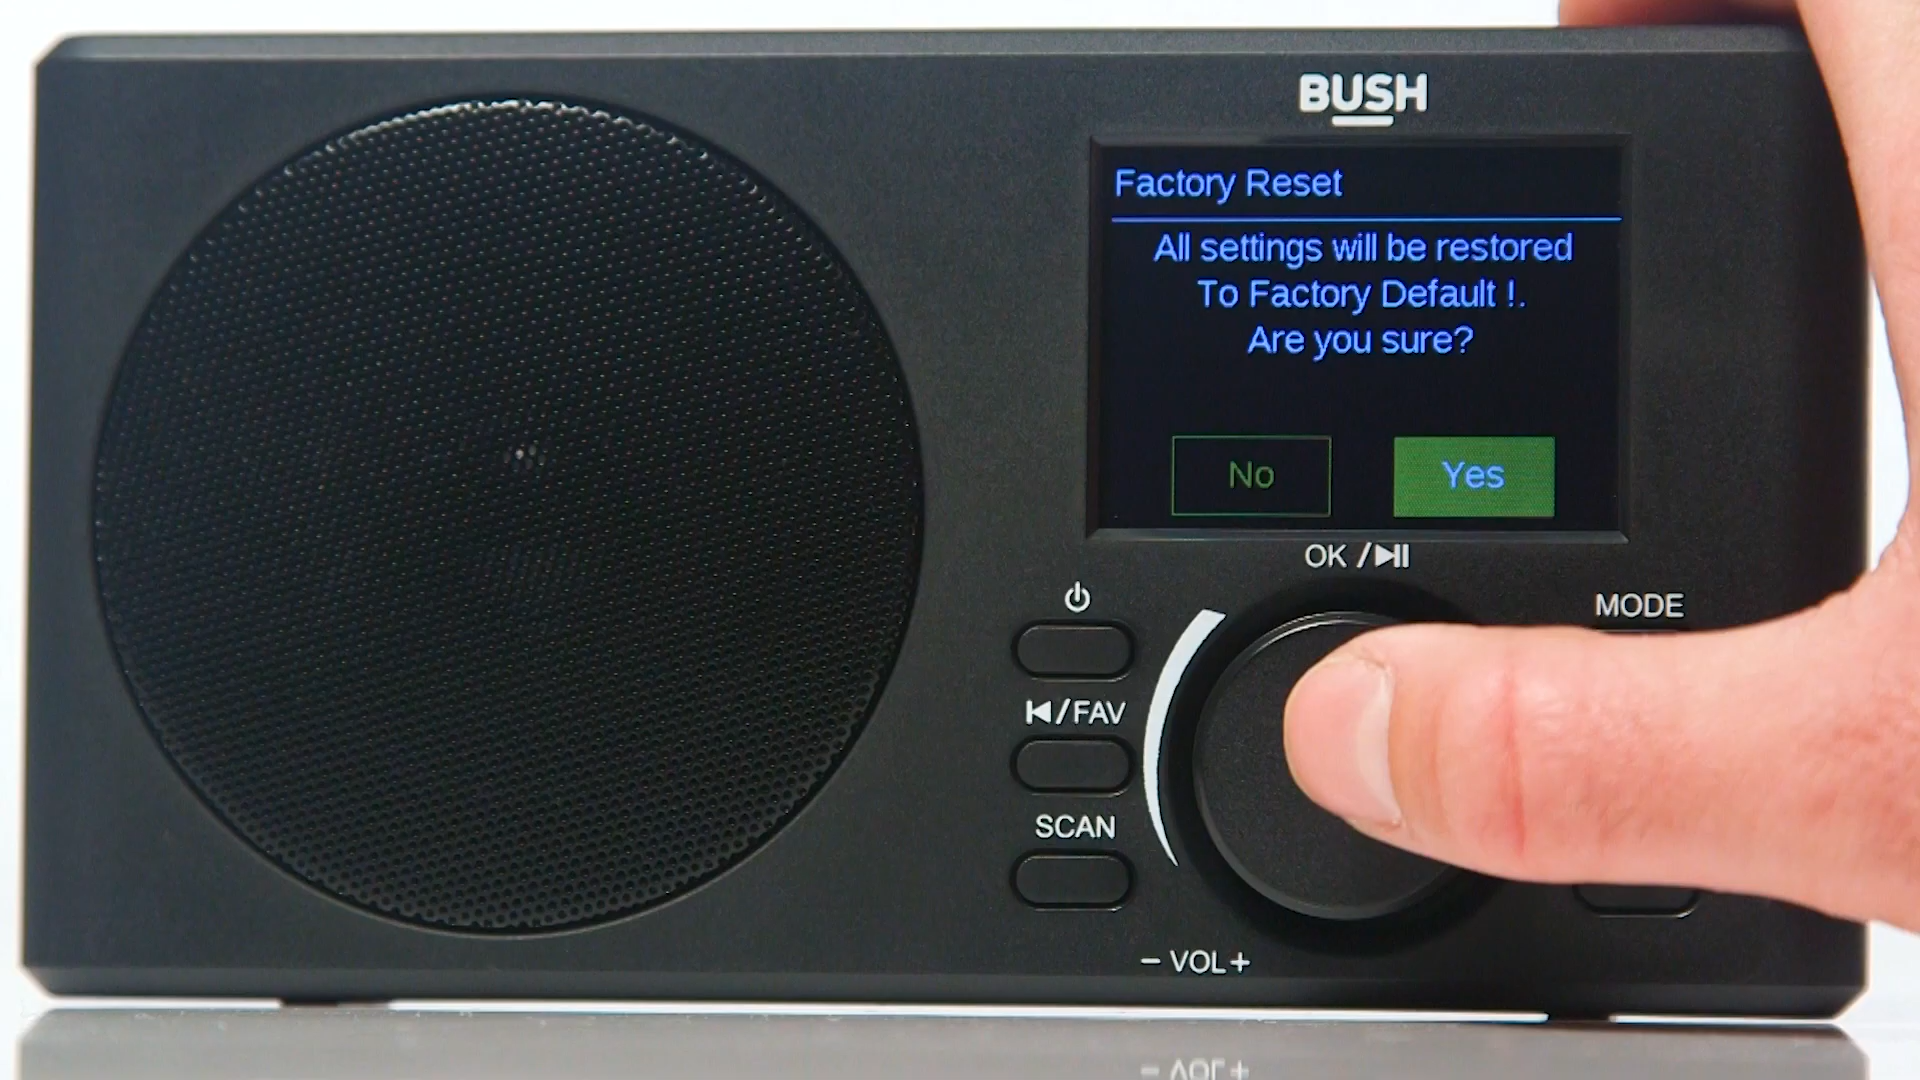 BUSH
Factory Reset
All settings will be restored
To Factory Default !.
Are you sure?
No
Yes
OK /
MODE
/FAV
SCAN
− VOL +